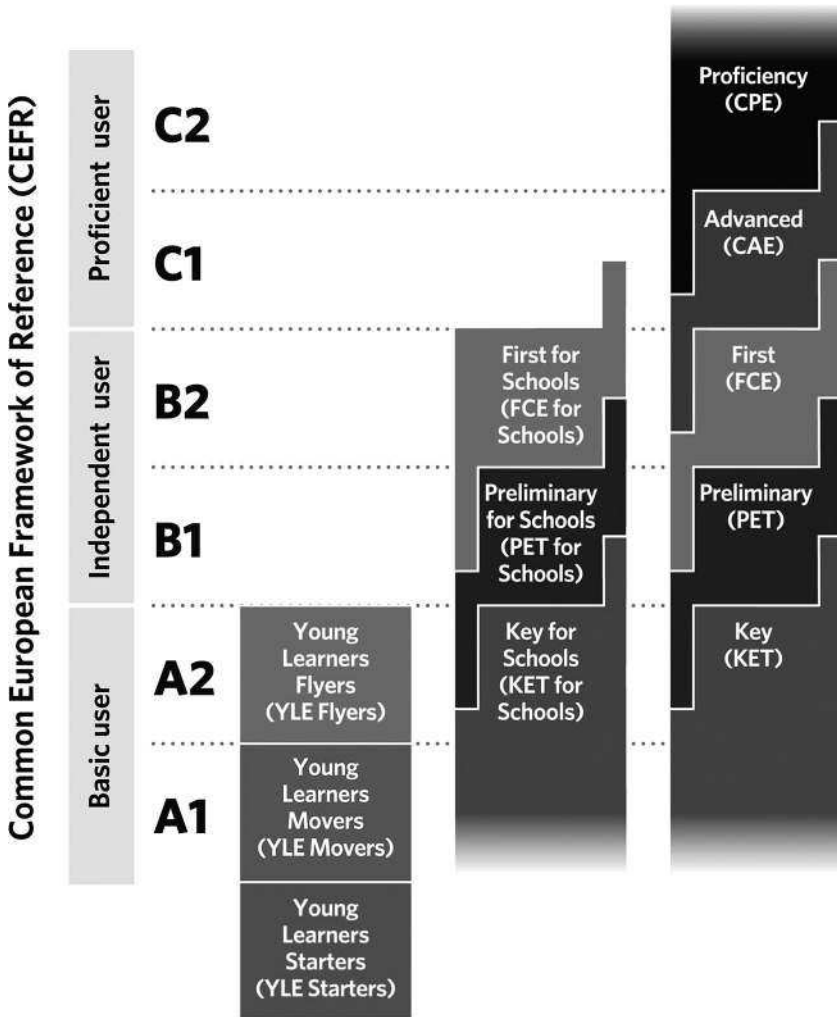 Common European Framework of Reference (CEFR)
Proficient user
Independent user
Basic user
C2
C1
B2
B1
A2
A1
Young
Learners
Flyers
(YLE Flyers)
Young
Learners
Movers
(YLE Movers)
Young
Learners
Starters
(YLE Starters)
First for
Schools
(FCE for
Schools)
Preliminary
for Schools
(PET for
Schools)
Key for
Schools
(KET for
Schools)
Proficiency
(CPE)
Advanced
(CAE)
First
(FCE)
Preliminary
(PET)
Key
(KET)